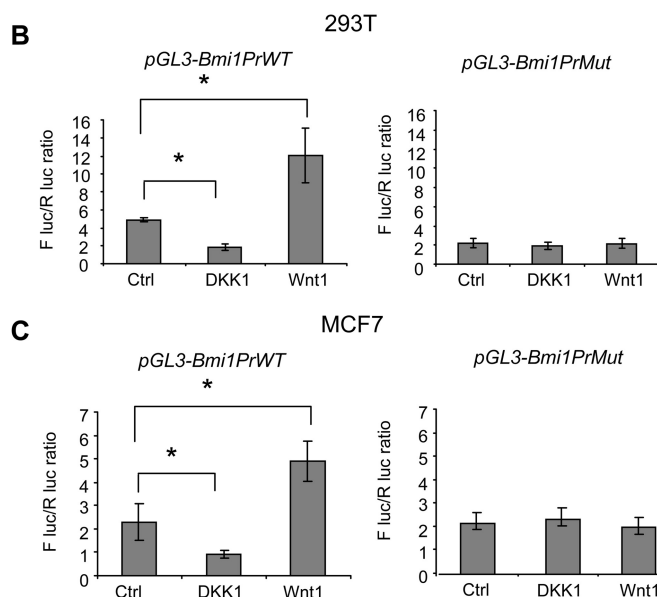 B
293T
pGL3-Bmi1PrWT
pGL3-Bmi1PrMut
*
*
F luc/R luc ratio
16
14
12
10
8
6
4
2
0
Ctrl DKK1 Wnt1
F luc/R luc ratio
16
14
12
10
8
6
4
2
0
Ctrl DKK1 Wnt1
C
MCF7
pGL3-Bmi1PrWT
pGL3-Bmi1PrMut
*
*
F luc/R luc ratio
7
6
5
4
3
2
1
0
Ctrl DKK1 Wnt1
F luc/R luc ratio
7
6
5
4
3
2
1
0
Ctrl DKK1 Wnt1